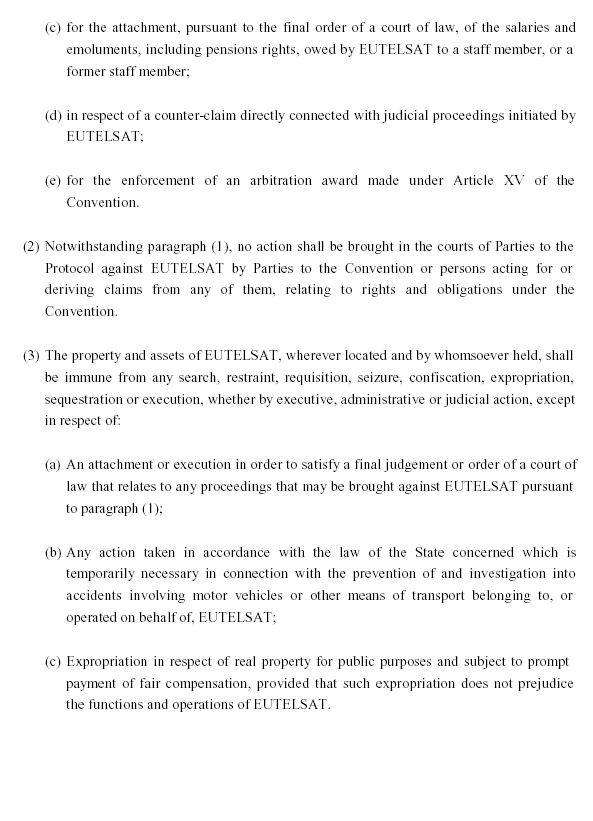 (c) for the attachment, pursuant to the final order of a court of law, of the salaries and
emoluments, including pensions rights, owed by EUTELSAT to a staff member, or a
former staff member;
(d) in respect of a counter-claim directly connected with judicial proceedings initiated by
EUTELSAT;
(e) for the enforcement of an arbitration award made under Article XV of the
Convention.
(2) Notwithstanding paragraph (1), no action shall be brought in the courts of Parties to the
Protocol against EUTELSAT by Parties to the Convention or persons acting for or
deriving claims from any of them, relating to rights and obligations under the
Convention.
(3) The property and assets of EUTELSAT, wherever located and by whomsoever held, shall
be immune from any search, restraint, requisition, seizure, confiscation, expropriation,
sequestration or execution, whether by executive, administrative or judicial action, except
in respect of:
(a) An attachment or execution in order to satisfy a final judgement or order of a court of
law that relates to any proceedings that may be brought against EUTELSAT pursuant
to paragraph (1);
(b) Any action taken in accordance with the law of the State concerned which is
temporarily necessary in connection with the prevention of and investigation into
accidents involving motor vehicles or other means of transport belonging to, or
operated on behalf of, EUTELSAT;
(c) Expropriation in respect of real property for public purposes and subject to prompt
payment of fair compensation, provided that such expropriation does not prejudice
the functions and operations of EUTELSAT.